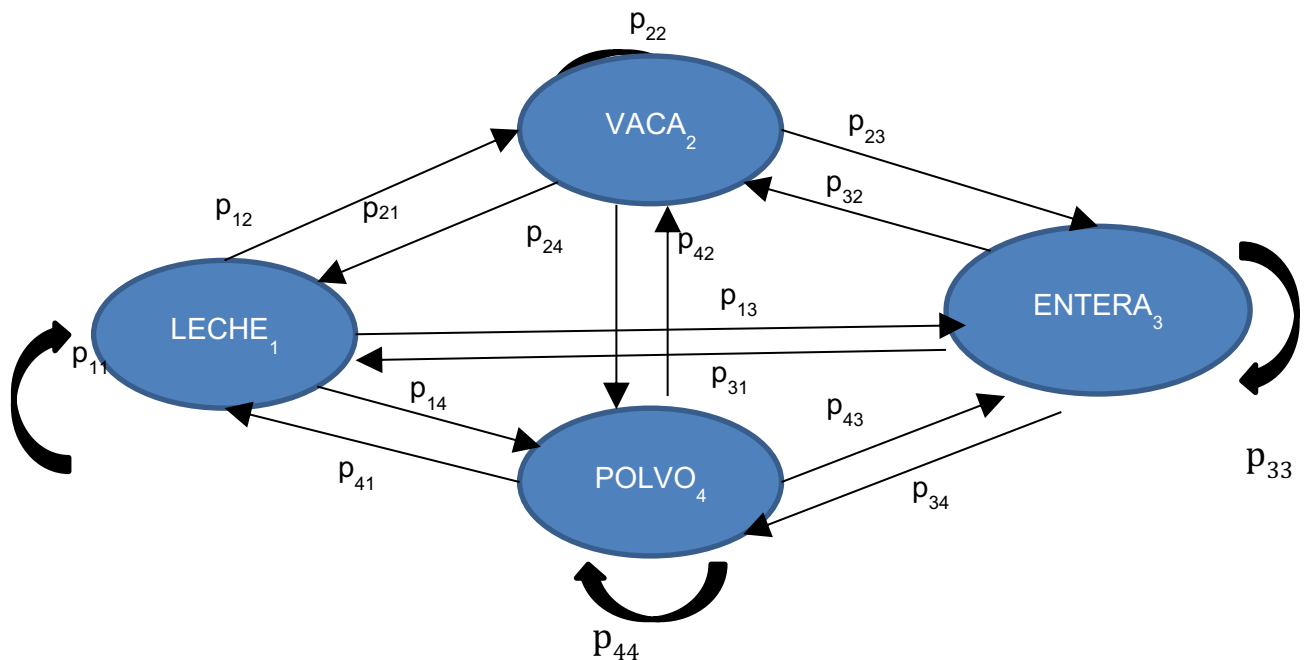 p22
VACA2
p23
p32
p12
p21
p24
p42
LECHE1
p13
ENTERA3
p11
p31
p14
p43
p41
POLVO4
p34
p33
p44